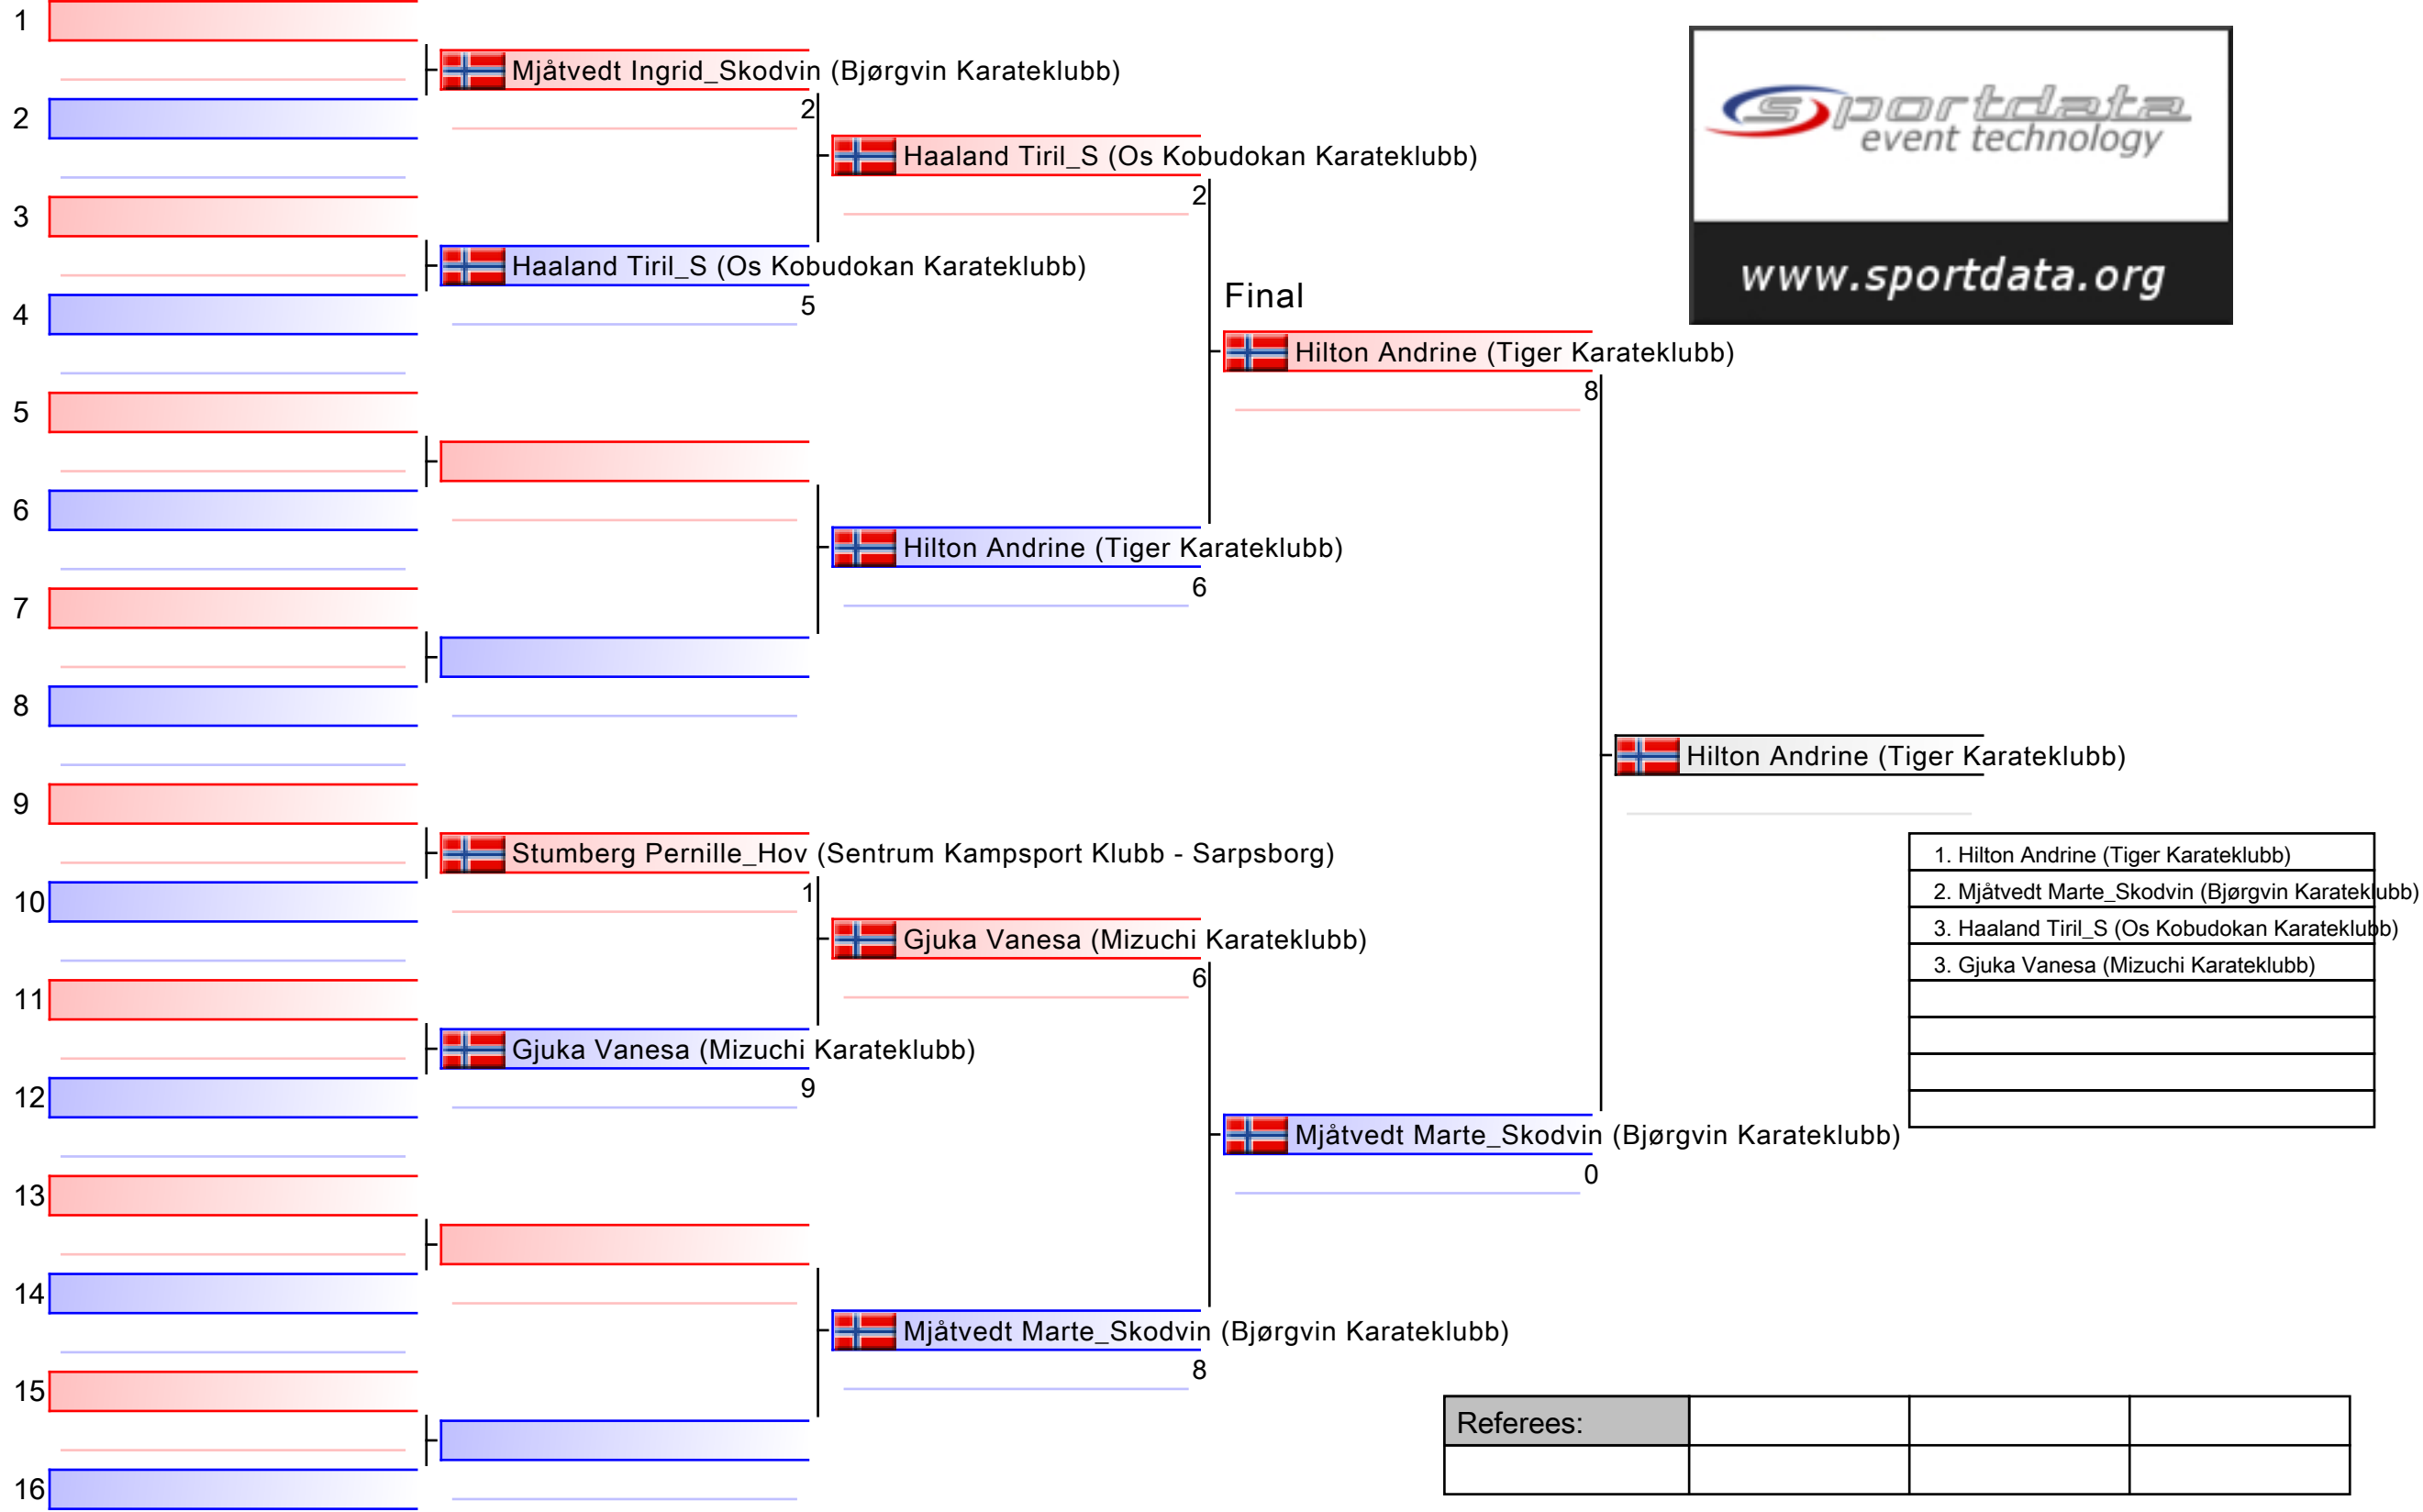 1
Mjåtvedt Ingrid_Skodvin (Bjørgvin Karateklubb)
2
2
Haaland Tiril_S (Os Kobudokan Karateklubb)
2
3
Haaland Tiril_S (Os Kobudokan Karateklubb)
5
4
Final
Hilton Andrine (Tiger Karateklubb)
8
5
6
Hilton Andrine (Tiger Karateklubb)
6
7
8
Hilton Andrine (Tiger Karateklubb)
9
Stumberg Pernille_Hov (Sentrum Kampsport Klubb - Sarpsborg)
1
10
Gjuka Vanesa (Mizuchi Karateklubb)
6
11
Gjuka Vanesa (Mizuchi Karateklubb)
9
12
Mjåtvedt Marte_Skodvin (Bjørgvin Karateklubb)
0
13
14
Mjåtvedt Marte_Skodvin (Bjørgvin Karateklubb)
8
15
16
sportdata
event technology
www.sportdata.org
1. Hilton Andrine (Tiger Karateklubb)
2. Mjåtvedt Marte_Skodvin (Bjørgvin Karateklubb)
3. Haaland Tiril_S (Os Kobudokan Karateklubb)
3. Gjuka Vanesa (Mizuchi Karateklubb)
Referees: